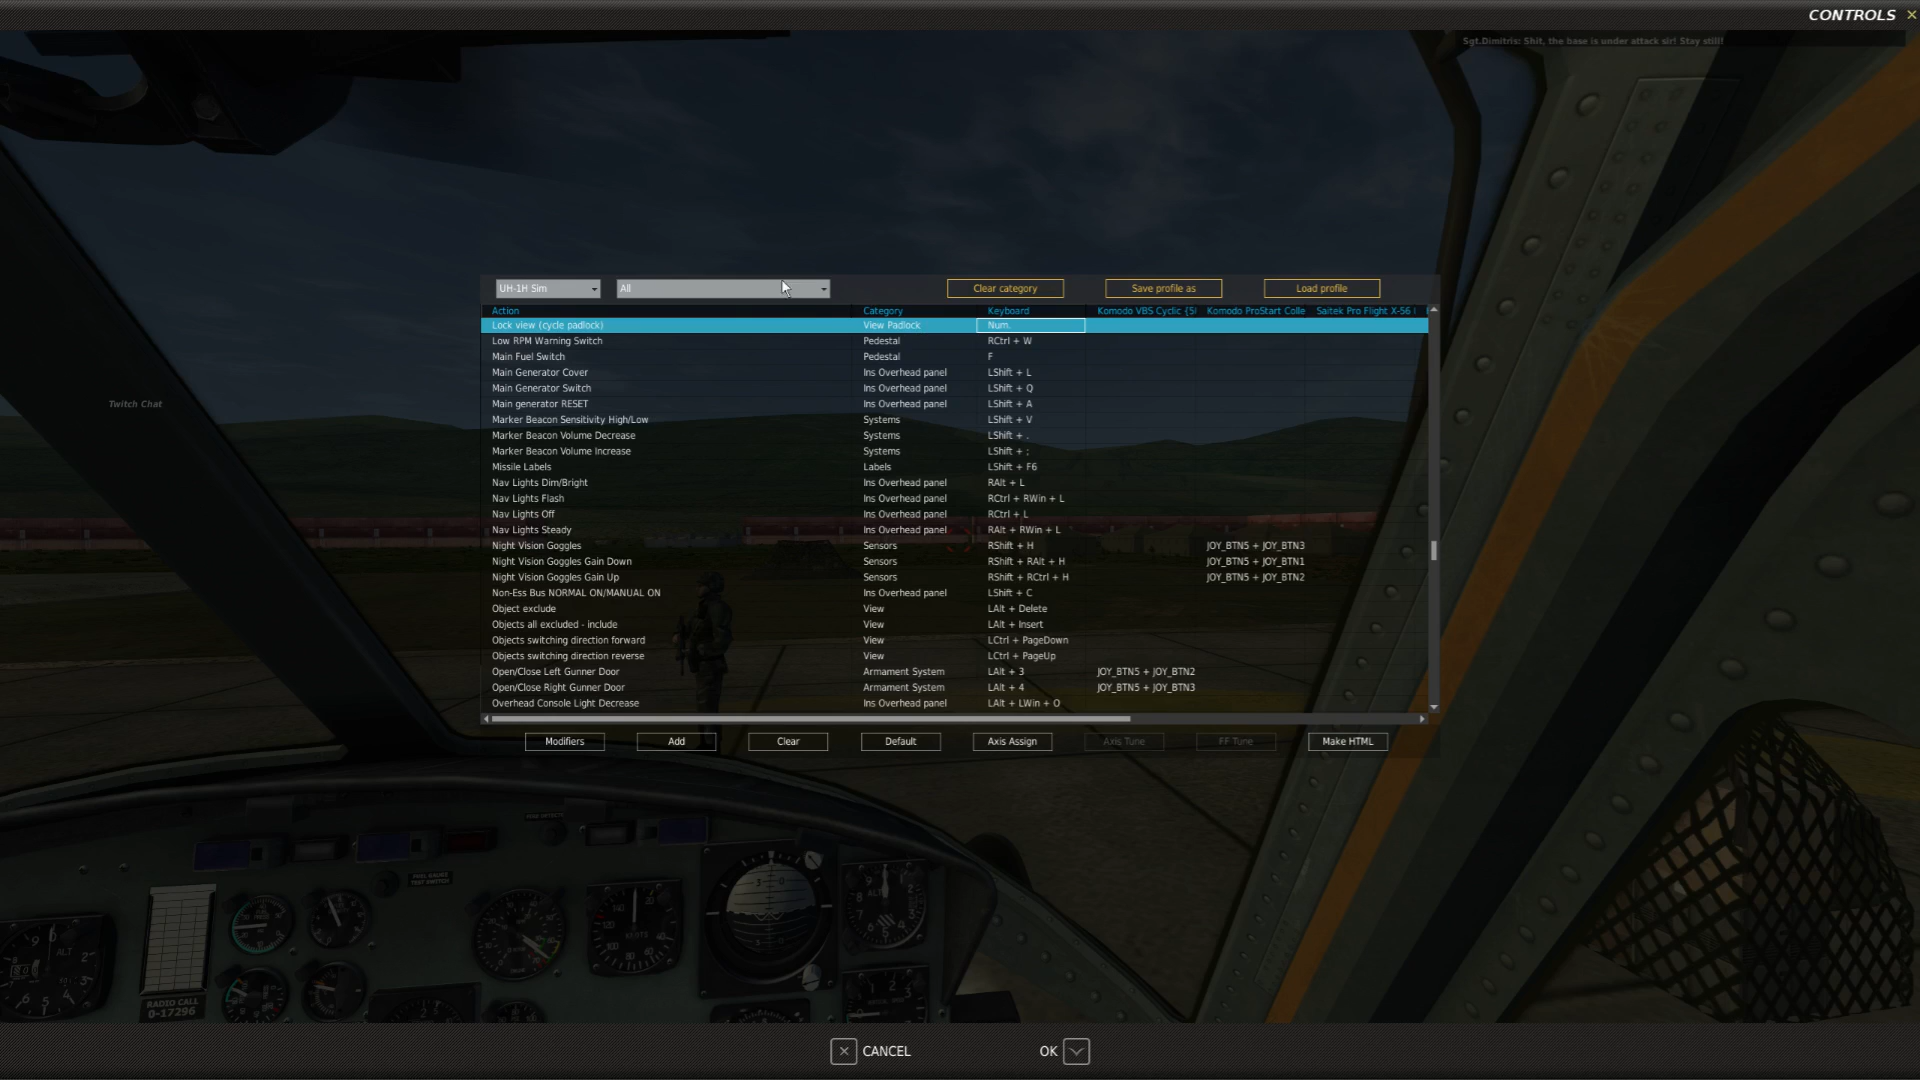 CONTROLS
Sgt.Dimitris: Shit, the base is under attack sir! Stay still!
UH-1H Sim All Clear category Save profile as Load profile
Action Category Keyboard Komodo VBS Cyclic {5 Komodo ProStart Colle Saitek Pro Flight X-56
Lock view (cycle padlock) View Padlock Num.
Low RPM Warning Switch Pedestal RCtrl + W
Main Fuel Switch Pedestal F
Main Generator Cover Ins Overhead panel LShift + L
Main Generator Switch Ins Overhead panel LShift + Q
Main generator RESET Ins Overhead panel LShift + A
Twitch Chat
Marker Beacon Sensitivity High/Low Systems LShift + V
Marker Beacon Volume Decrease Systems LShift + .
Marker Beacon Volume Increase Systems LShift + ;
Missile Labels Labels LShift + F6
Nav Lights Dim/Bright Ins Overhead panel RAlt + L
Nav Lights Flash Ins Overhead panel RCtrl + RWin + L
Nav Lights Off Ins Overhead panel RCtrl + L
Nav Lights Steady Ins Overhead panel RAlt + RWin + L
Night Vision Goggles Sensors RShift + H JOY_BTN5 + JOY_BTN3
Night Vision Goggles Gain Down Sensors RShift + RAlt + H JOY_BTN5 + JOY_BTN1
Night Vision Goggles Gain Up Sensors RShift + RCtrl + H JOY_BTN5 + JOY_BTN2
Non-Ess Bus NORMAL ON/MANUAL ON Ins Overhead panel LShift + C
Object exclude View LAlt + Delete
Objects all excluded - include View LAlt + Insert
Objects switching direction forward View LCtrl + PageDown
Objects switching direction reverse View LCtrl + PageUp
Open/Close Left Gunner Door Armament System LAlt + 3 JOY_BTN5 + JOY_BTN2
Open/Close Right Gunner Door Armament System LAlt + 4 JOY_BTN5 + JOY_BTN3
Overhead Console Light Decrease Ins Overhead panel LAlt + LWin + O
Modifiers Add Clear Default Axis Assign Axis Tune FF Tune Make HTML
FUEL GAUGE
TEST SWITCH
ALT
ALT
RADIO CALL
0-17296
CANCEL OK